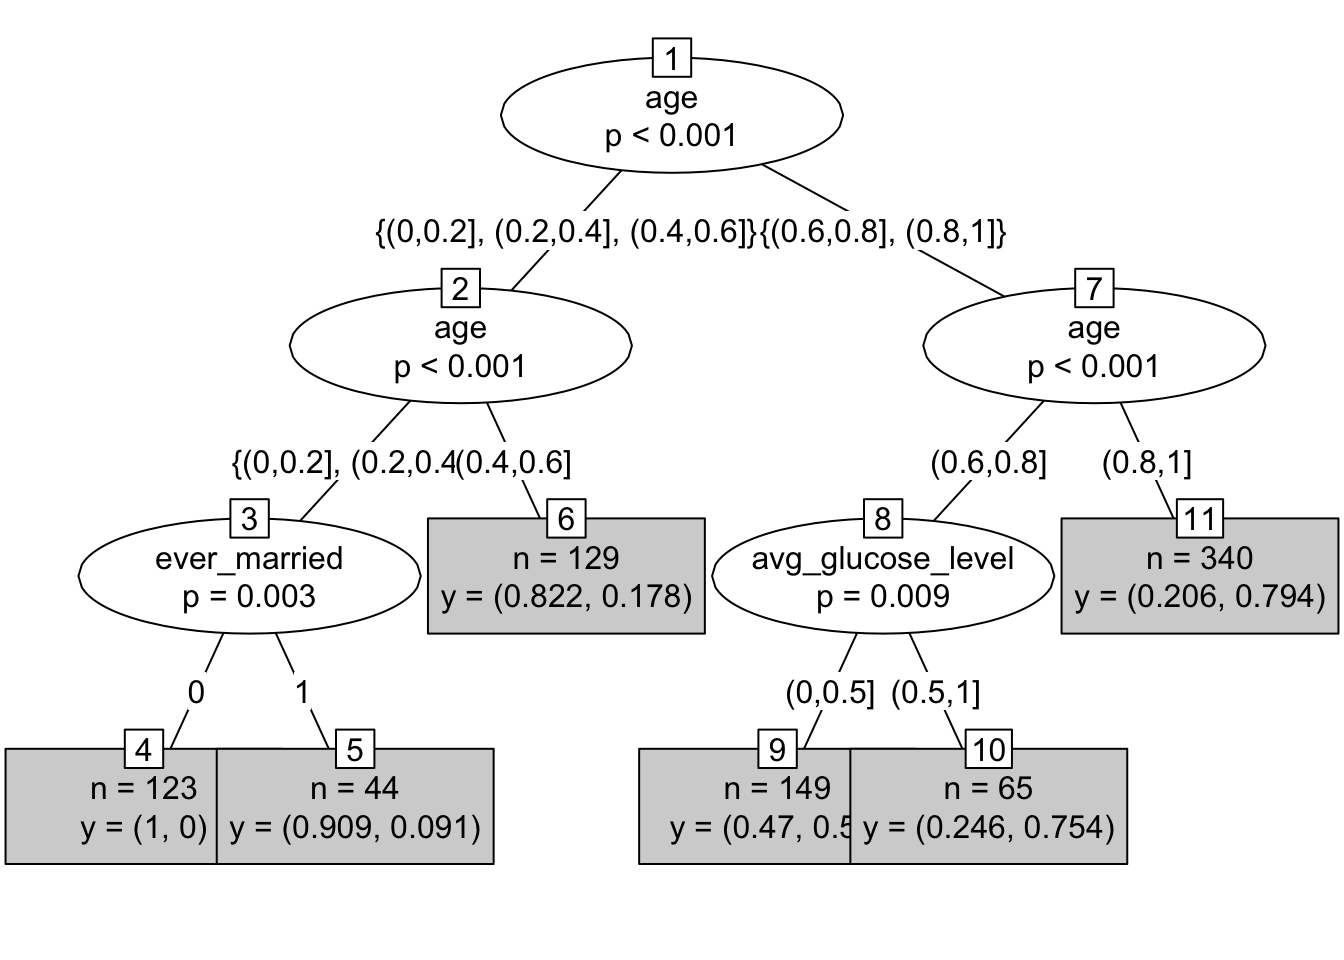 1
age
p < 0.001
{(0,0.2], (0.2,0.4], (0.4,0.6]}
{(0.6,0.8], (0.8,1]}
2
age
p < 0.001
7
age
p < 0.001
{(0,0.2], (0.2,0.4
(0.4,0.6]
(0.6,0.8]
(0.8,1]
3
ever_married
p = 0.003
6
n = 129
y = (0.822, 0.178)
8
avg_glucose_level
p = 0.009
11
n = 340
y = (0.206, 0.794)
0
1
(0,0.5]
(0.5,1]
4
n = 123
y = (1, 0)
5
n = 44
y = (0.909, 0.091)
9
n = 149
y = (0.47, 0.5
10
n = 65
y = (0.246, 0.754)